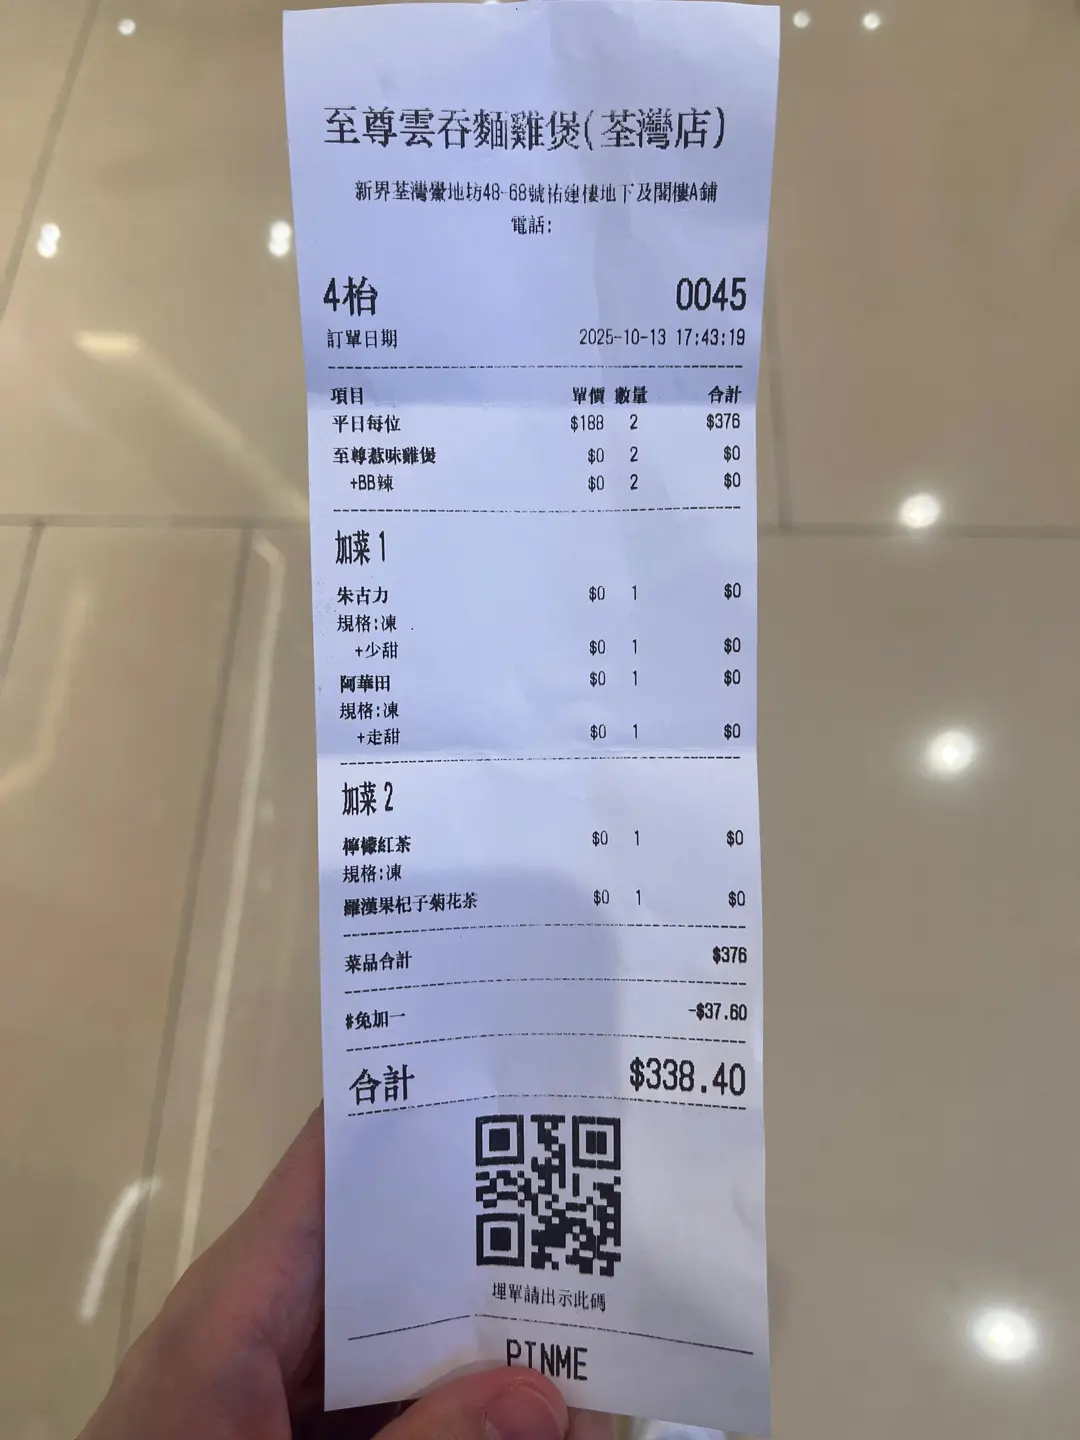 至尊雲吞麵雞煲(荃灣店)
新界荃灣鱟地坊48-68號祐建樓地下及閣樓A鋪
電話:
4枱 0045
訂單日期 2025-10-13 17:43:19
項目 單價 數量 合計
平日每位 $188 2 $376
至尊惹味雞煲 $0 2 $0
+BB辣 $0 2 $0
加菜 1
朱古力 $0 1 $0
規格:凍
+少甜 $0 1 $0
阿華田 $0 1 $0
規格:凍
+走甜 $0 1 $0
加菜 2
檸檬紅茶 $0 1 $0
規格:凍
羅漢果杞子菊花茶 $0 1 $0
菜品合計 $376
#免加一 -$37.60
合計 $338.40
埋單請出示此碼
PINME